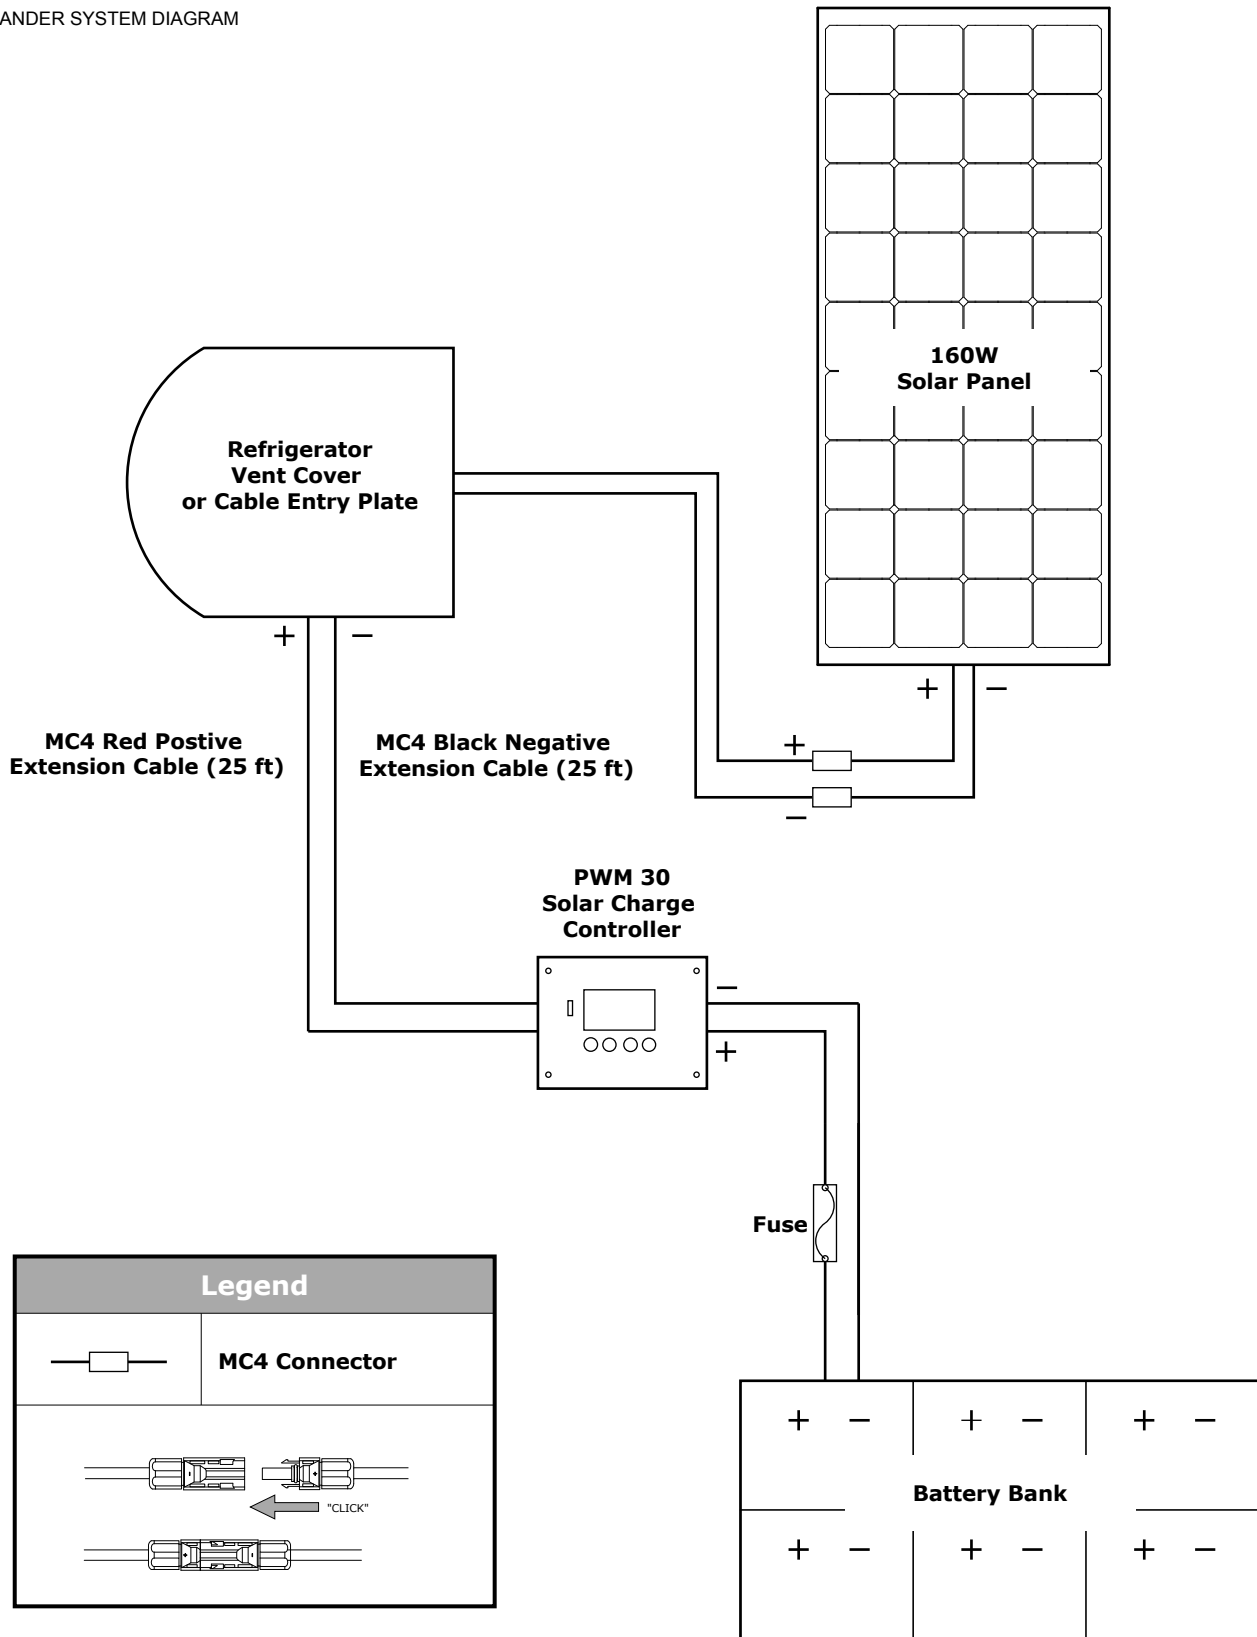 ANDER SYSTEM DIAGRAM
160W
Solar Panel
Refrigerator
Vent Cover
or Cable Entry Plate
+ −
+ −
MC4 Red Postive
Extension Cable (25 ft)
MC4 Black Negative
Extension Cable (25 ft)
+
−
PWM 30
Solar Charge
Controller
−
+
Fuse
Legend
MC4 Connector
- +
"CLICK"
+ -
+ − + − + −
Battery Bank
+ − + − + −